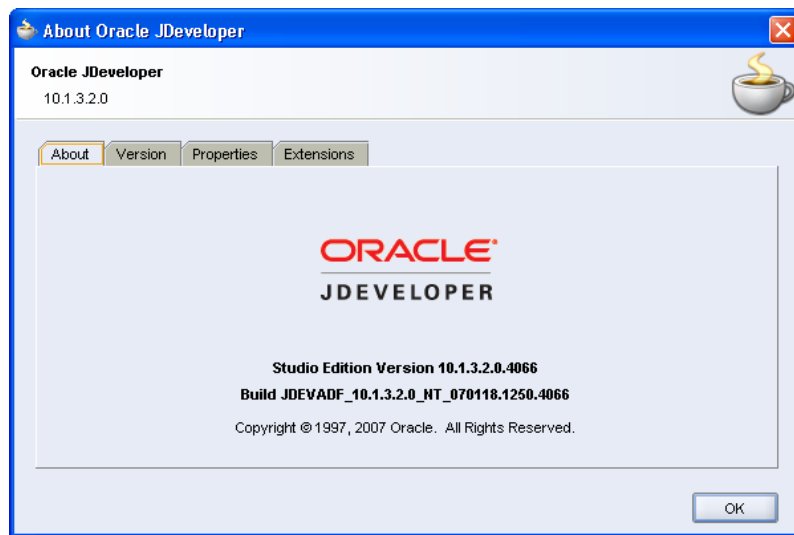 About Oracle JDeveloper
Oracle JDeveloper
10.1.3.2.0
About Version Properties Extensions
ORACLE
JDEVELOPER
Studio Edition Version 10.1.3.2.0.4066
Build JDEVADF_10.1.3.2.0_NT_070118.1250.4066
Copyright © 1997, 2007 Oracle. All Rights Reserved.
OK